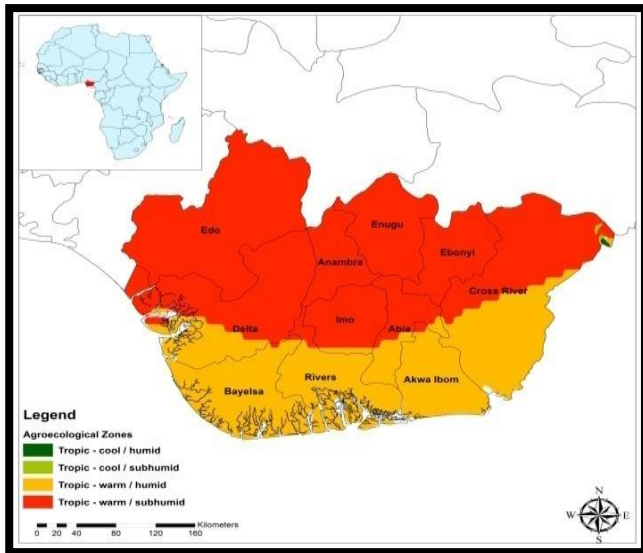 Edo
Enugu
Ebonyi
Anambra
Cross River
Imo
Delta
Abia
Rivers
Akwa Ibom
Bayelsa
Legend
Agroecological Zones
Tropic - cool / humid
Tropic - cool / subhumid
Tropic - warm / humid
Tropic - warm / subhumid
Kilometers
0 20 40 80 120 160
N
W E
S